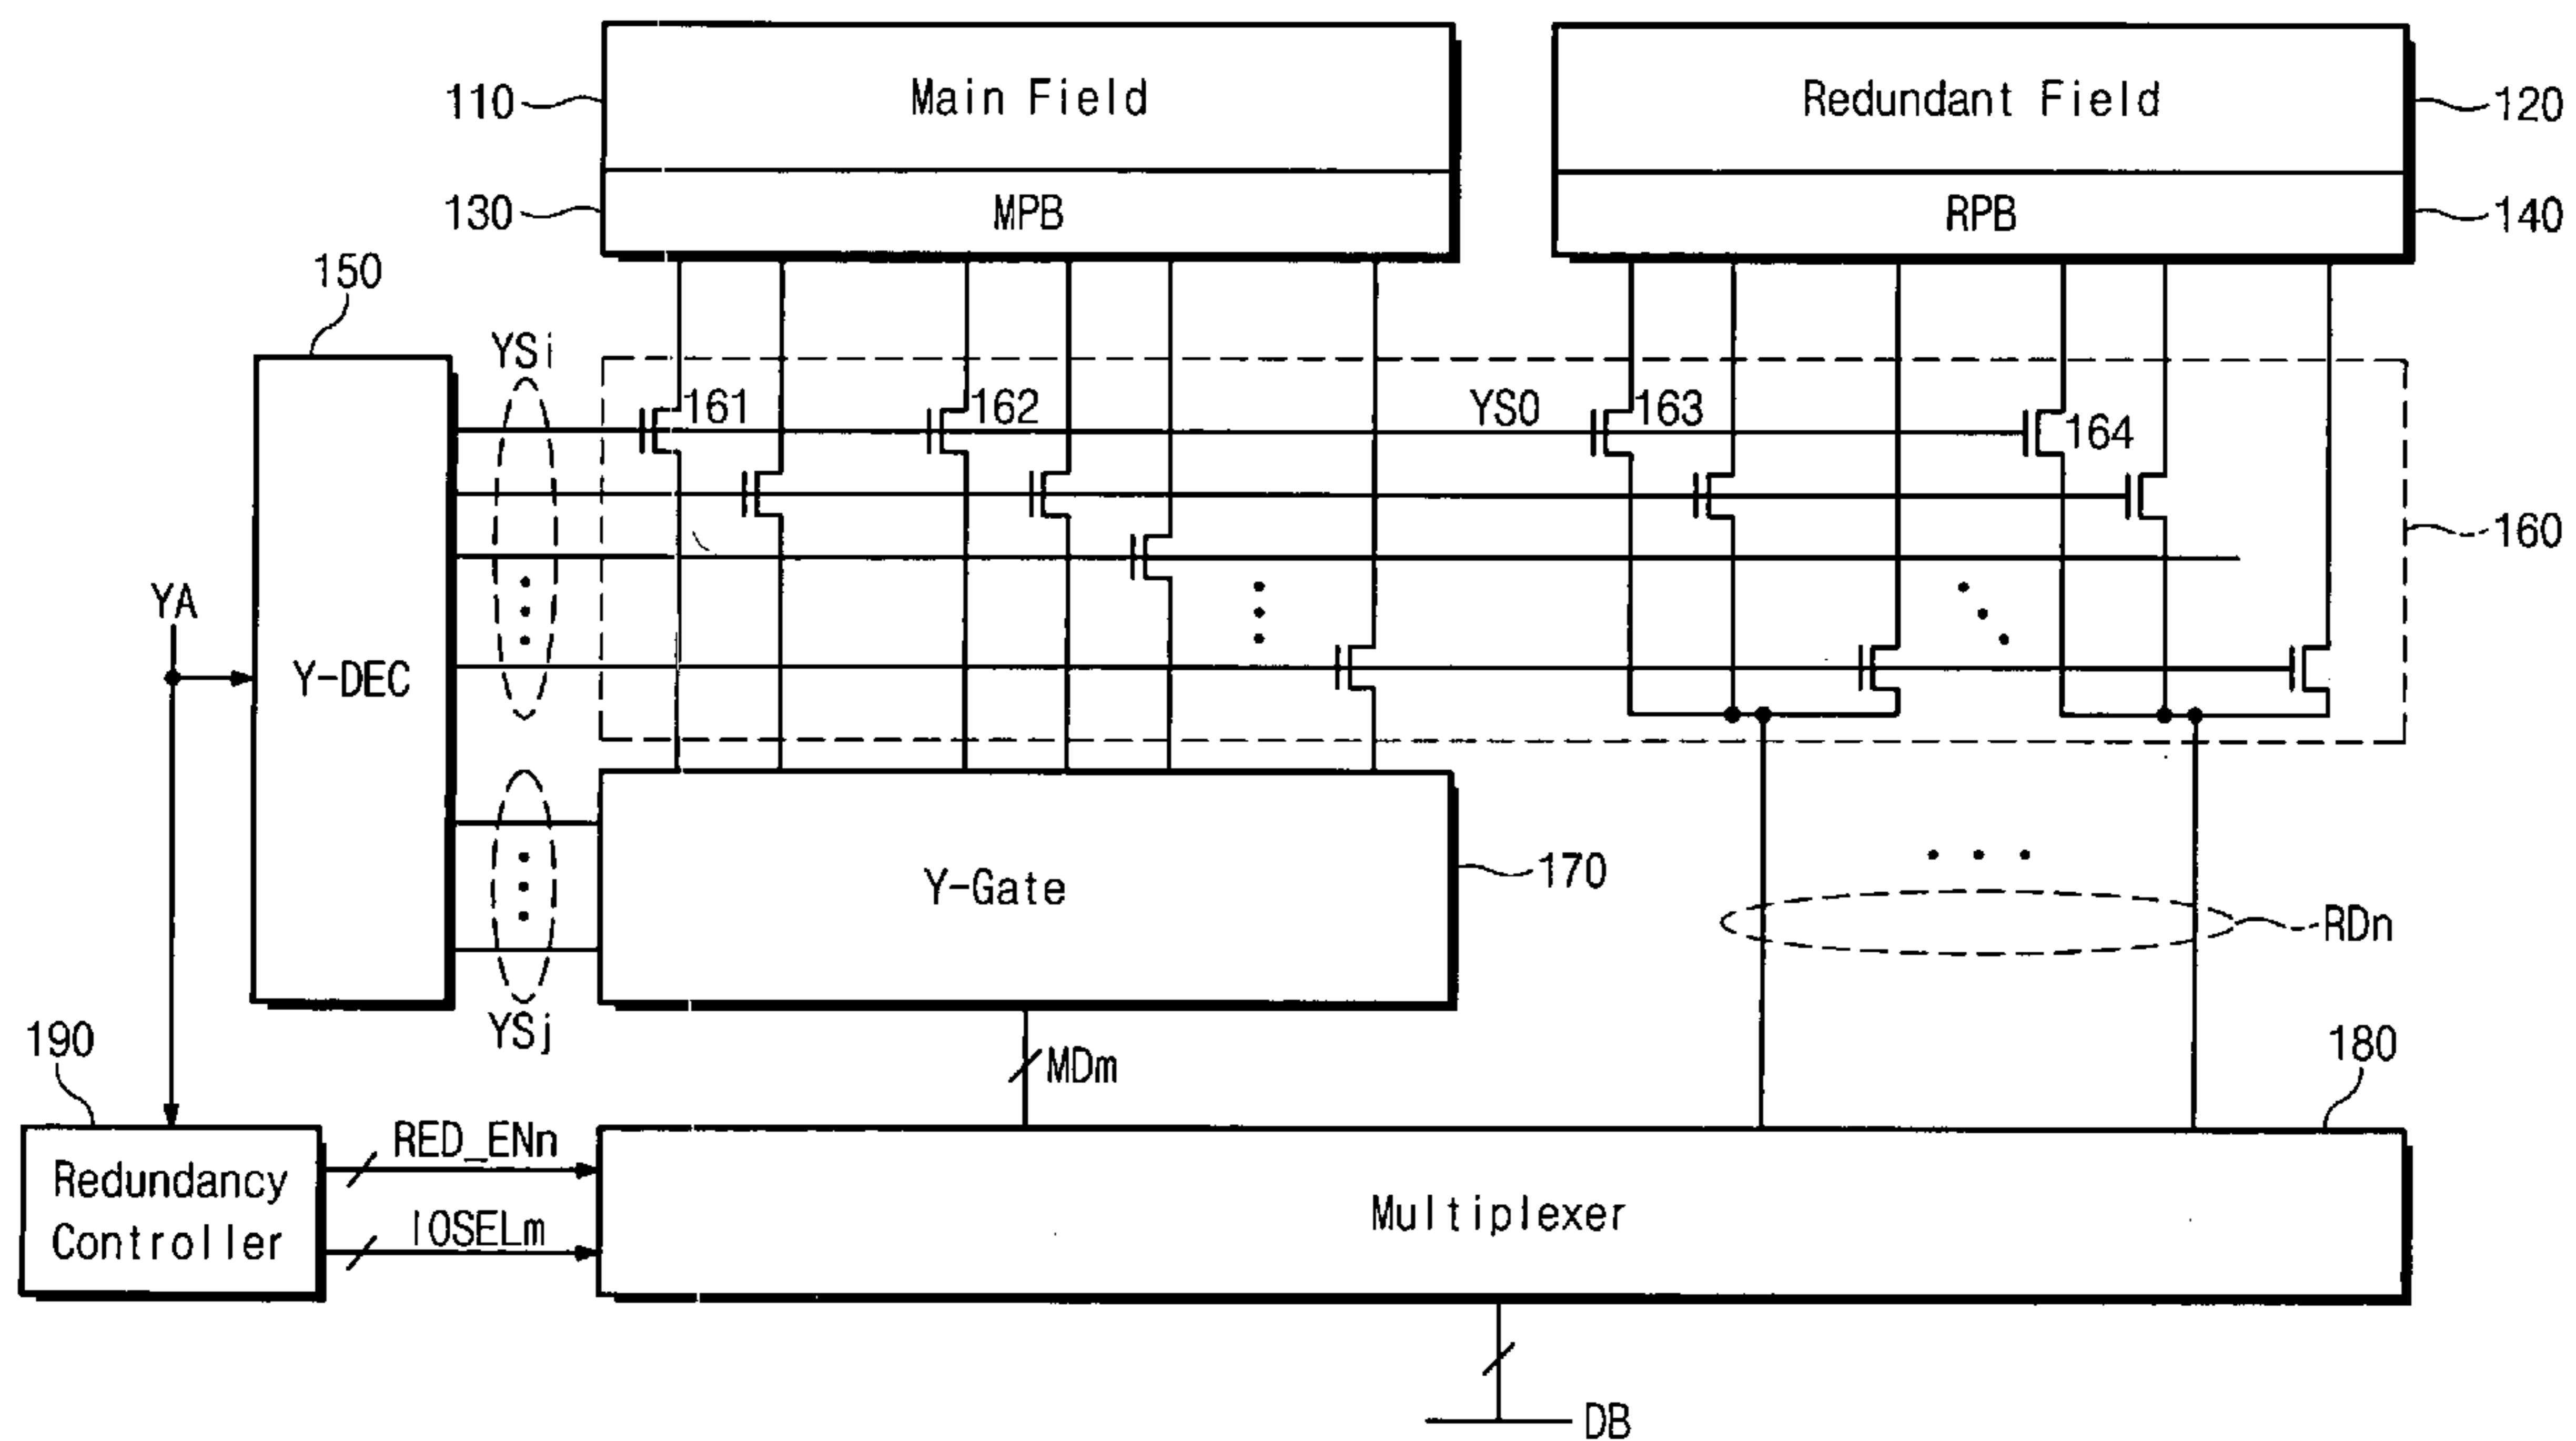 Main Field
Redundant Field
110
120
MPB
RPB
130
140
150
YSi
161
162
YS0
163
164
160
YA
Y-DEC
Y-Gate
170
RDn
YSj
190
MDm
180
RED_ENn
Redundancy
Controller
IOSELm
Multiplexer
DB